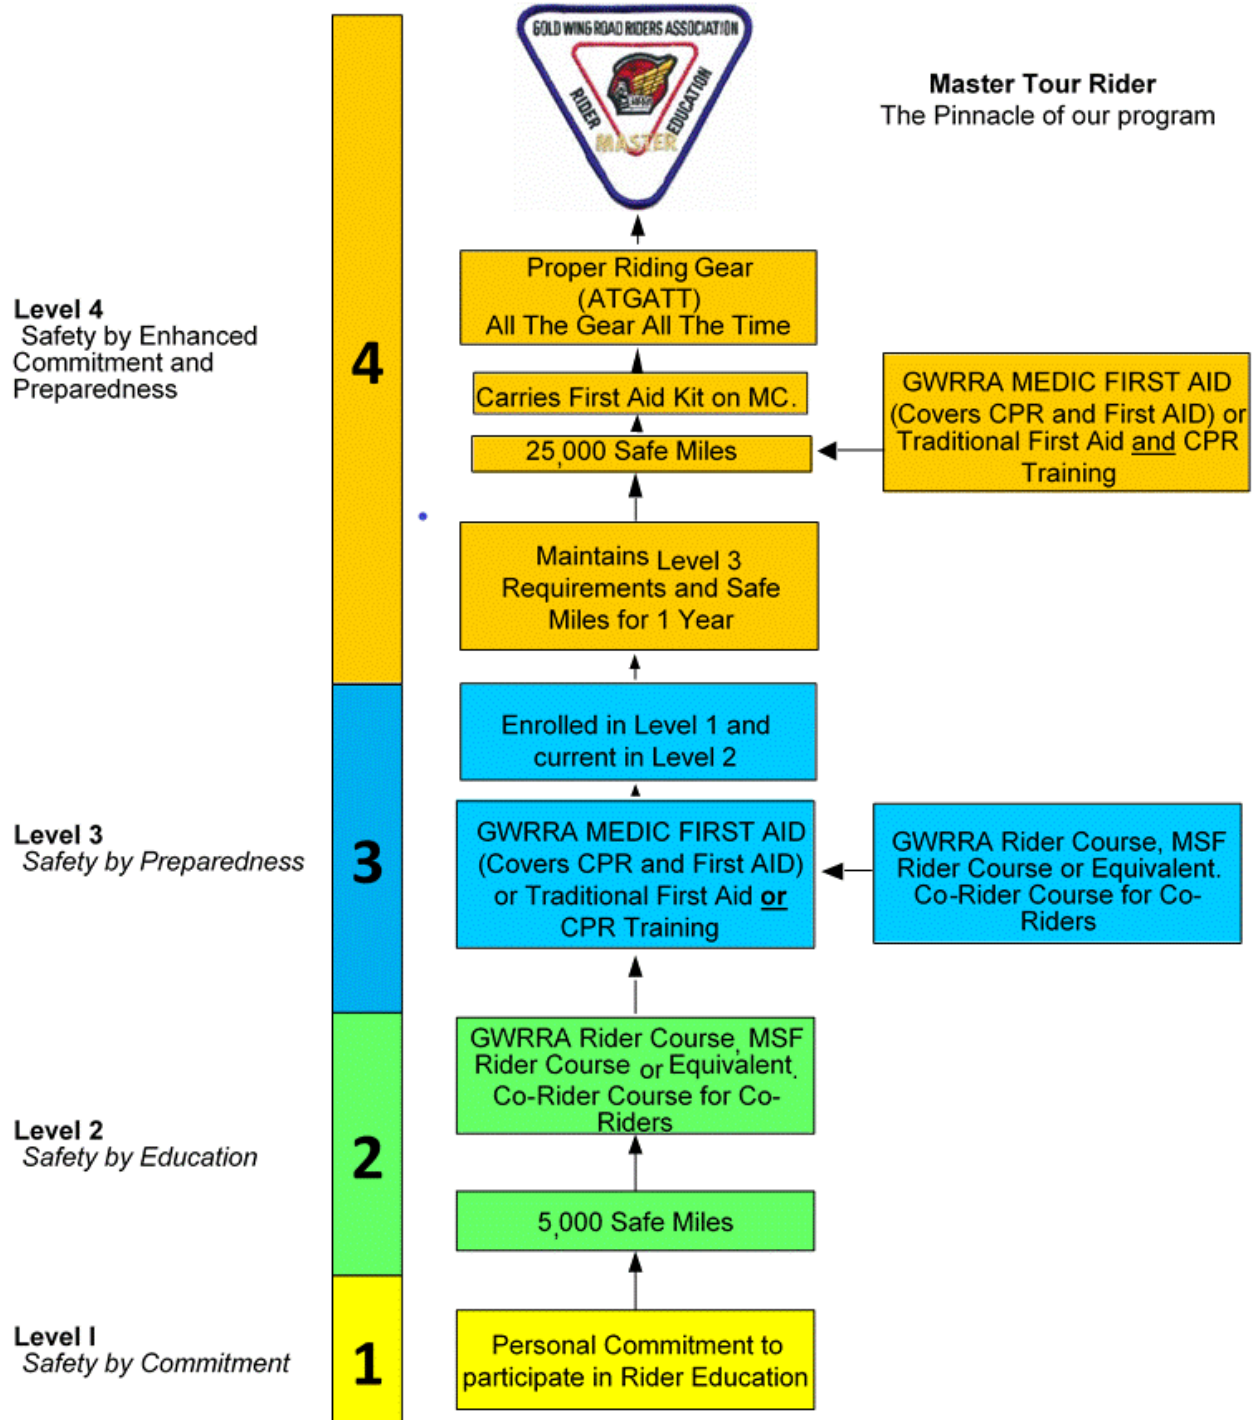 GOLD WING ROAD RIDERS ASSOCIATION
RIDER
EDUCATION
MASTER
Master Tour Rider
The Pinnacle of our program
Proper Riding Gear
(ATGATT)
All The Gear All The Time
Level 4
Safety by Enhanced
Commitment and
Preparedness
4
Carries First Aid Kit on MC.
25,000 Safe Miles
GWRRA MEDIC FIRST AID
(Covers CPR and First AID) or
Traditional First Aid and CPR
Training
Maintains Level 3
Requirements and Safe
Miles for 1 Year
Enrolled in Level 1 and
current in Level 2
Level 3
Safety by Preparedness
3
GWRRA MEDIC FIRST AID
(Covers CPR and First AID)
or Traditional First Aid or
CPR Training
GWRRA Rider Course, MSF
Rider Course or Equivalent.
Co-Rider Course for Co-
Riders
GWRRA Rider Course, MSF
Rider Course or Equivalent.
Co-Rider Course for Co-
Riders
Level 2
Safety by Education
2
5,000 Safe Miles
Level I
Safety by Commitment
1
Personal Commitment to
participate in Rider Education